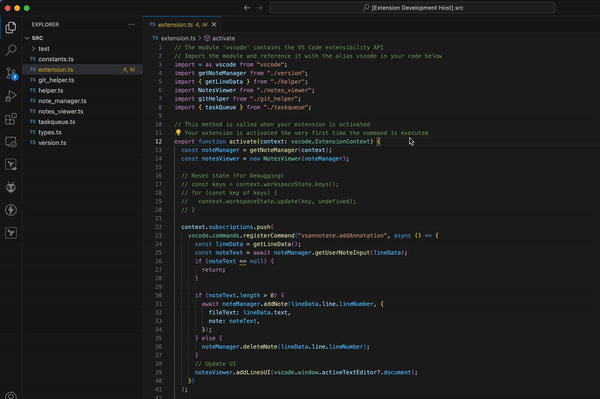 [Extension Development Host] src
EXPLORER
SRC
test
constants.ts
extension.ts 4, M
git_helper.ts
helper.ts
note_manager.ts
notes_viewer.ts
taskqueue.ts
types.ts
version.ts
TS extension.ts 4, M
TS extension.ts > activate
1 // The module 'vscode' contains the VS Code extensibility API
2 // Import the module and reference it with the alias vscode in your code below
3 import * as vscode from "vscode";
4 import getNoteManager from "./version";
5 import { getLineData } from "./helper";
6 import NotesViewer from "./notes_viewer";
7 import gitHelper from "./git_helper";
8 import { taskQueue } from "./taskqueue";
9
10 // This method is called when your extension is activated
11 // Your extension is activated the very first time the command is executed
12 export function activate(context: vscode.ExtensionContext) {
13 const noteManager = getNoteManager(context);
14 const notesViewer = new NotesViewer(noteManager);
15
16 // Reset state (For Debugging)
17 // const keys = context.workspaceState.keys();
18 // for (const key of keys) {
19 // context.workspaceState.update(key, undefined);
20 // }
21
22 context.subscriptions.push(
23 vscode.commands.registerCommand("vsannotate.addAnnotation", async () => {
24 const lineData = getLineData();
25 const noteText = await noteManager.getUserNoteInput(lineData);
26 if (noteText == null) {
27 return;
28 }
29
30 if (noteText.length > 0) {
31 await noteManager.addNote(lineData.line.lineNumber, {
32 fileText: lineData.text,
33 note: noteText,
34 });
35 } else {
36 noteManager.deleteNote(lineData.line.lineNumber);
37 }
38 // Update UI
39 notesViewer.addLinesUI(vscode.window.activeTextEditor?.document);
40 })
41 );